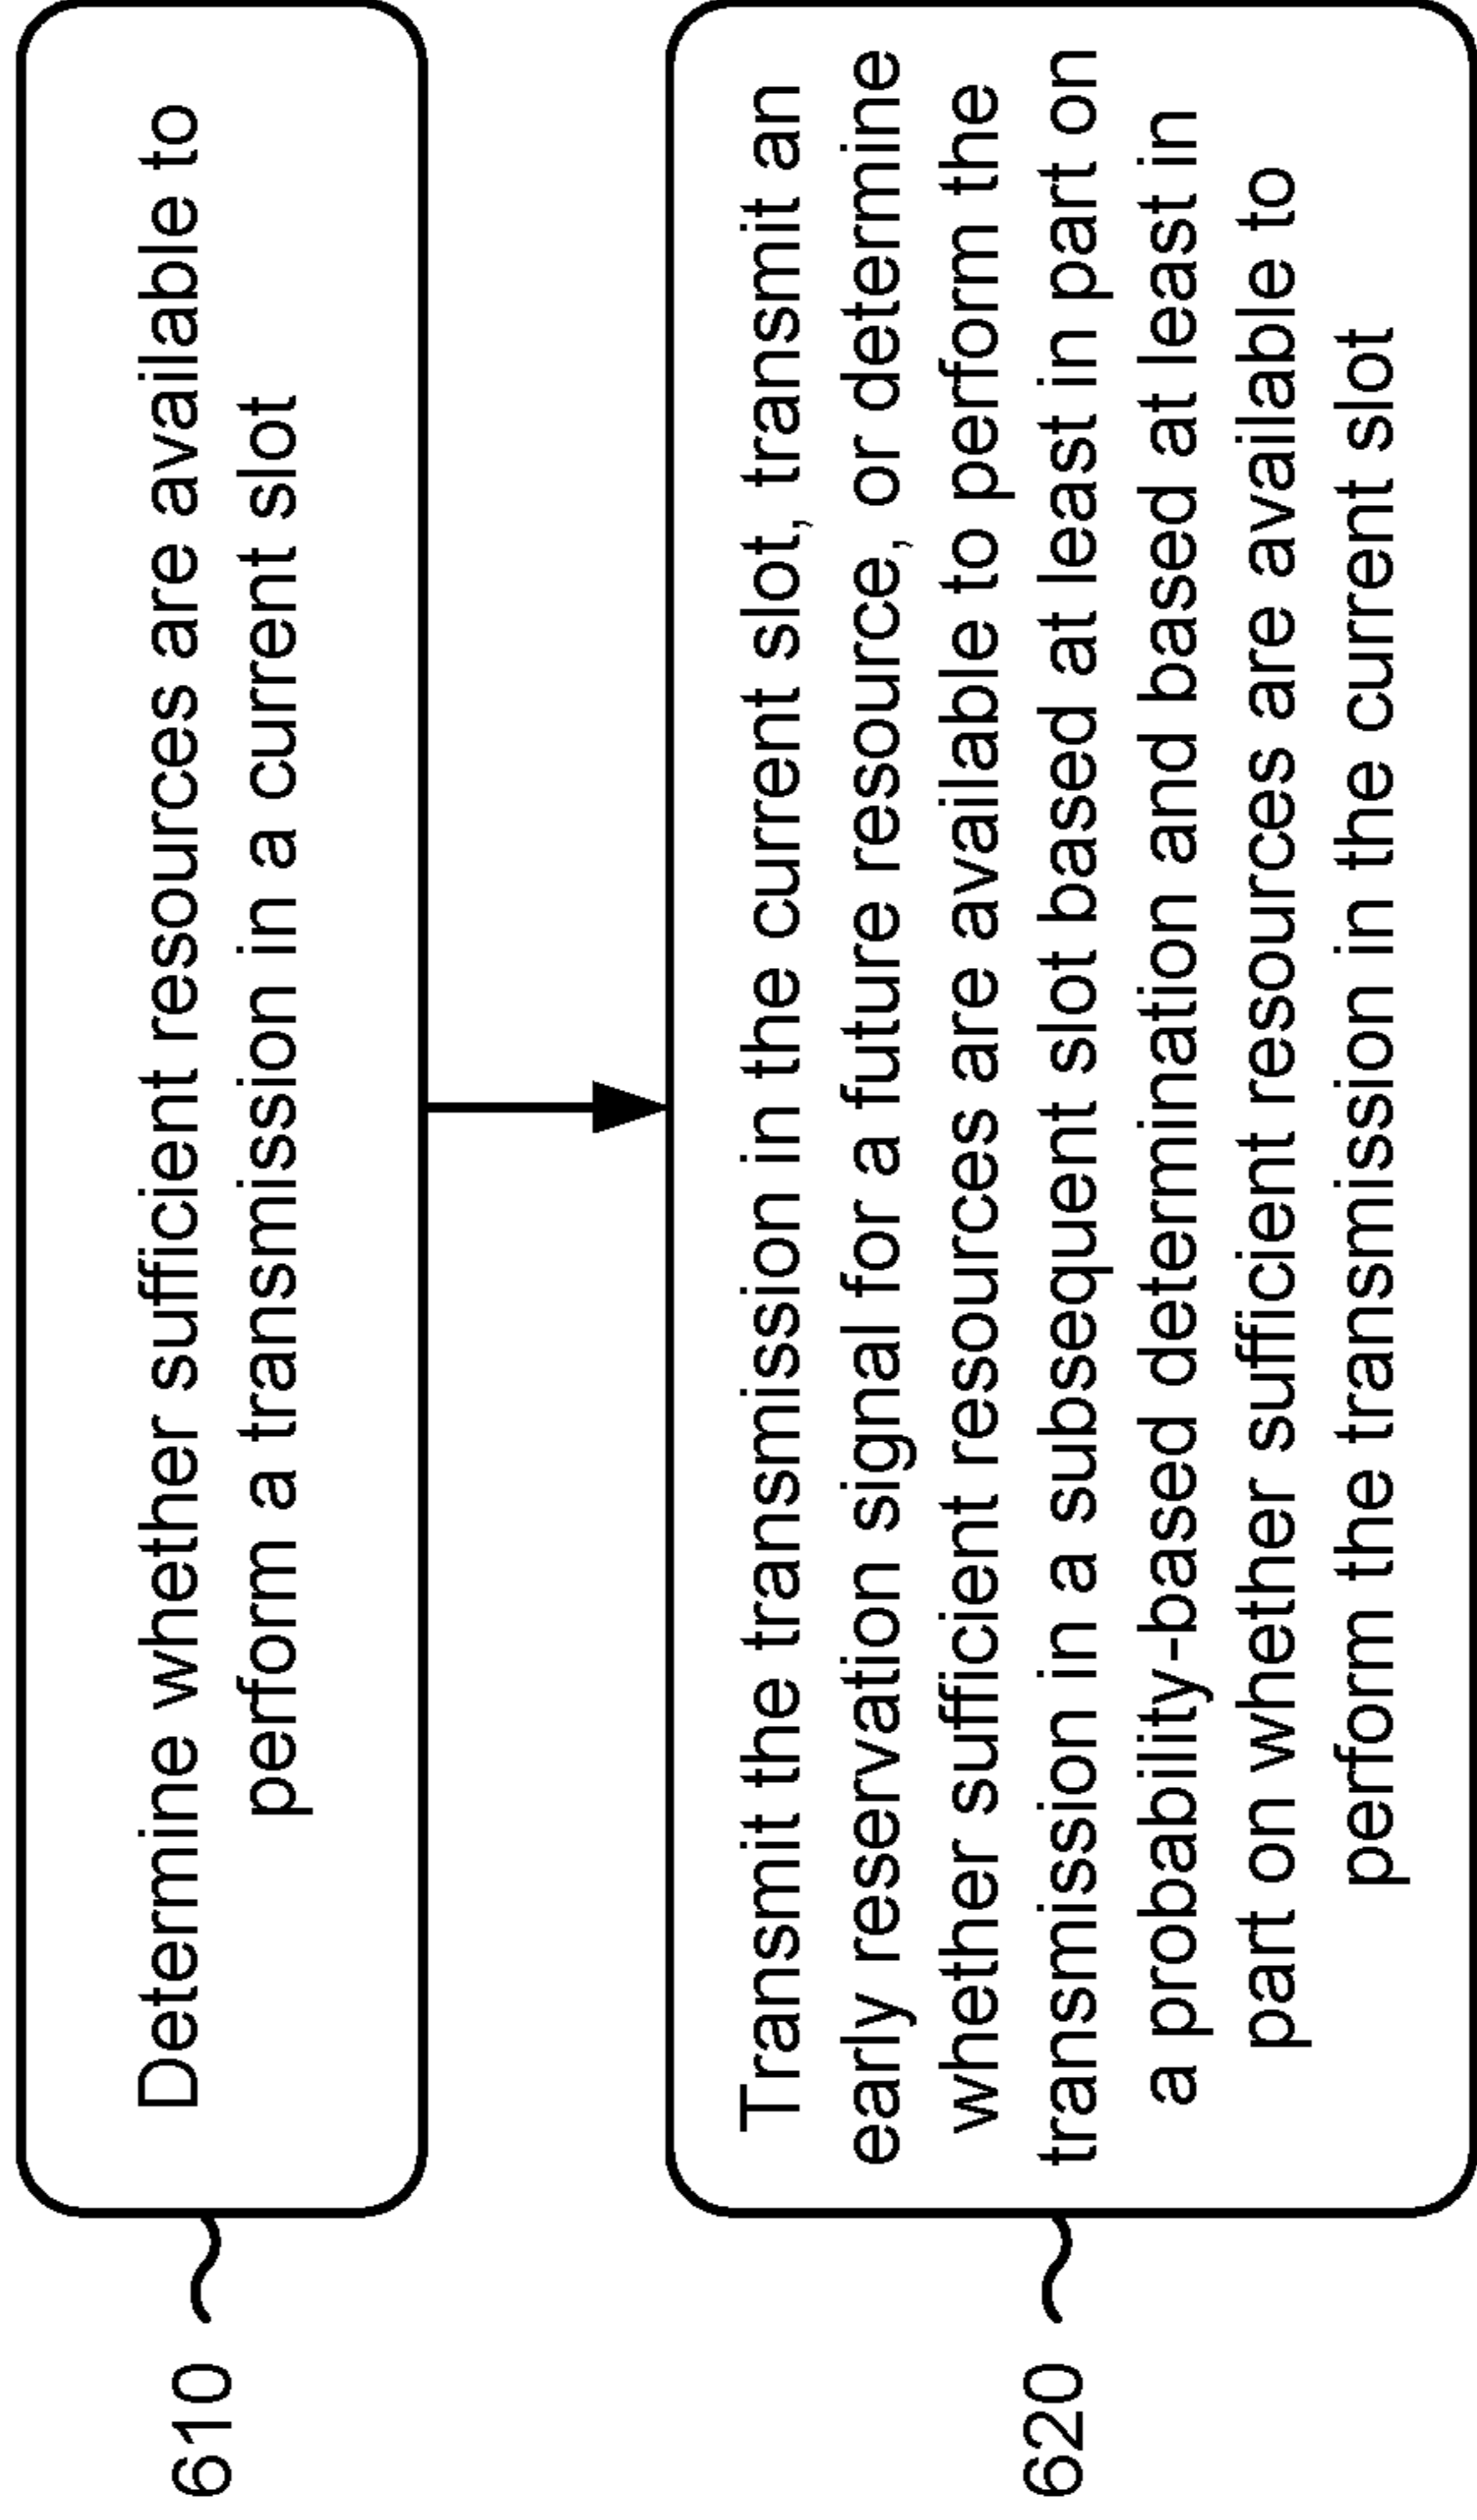 610
Determine whether sufficient resources are available to
perform a transmission in a current slot
620
Transmit the transmission in the current slot, transmit an
early reservation signal for a future resource, or determine
whether sufficient resources are available to perform the
transmission in a subsequent slot based at least in part on
a probability-based determination and based at least in
part on whether sufficient resources are available to
perform the transmission in the current slot